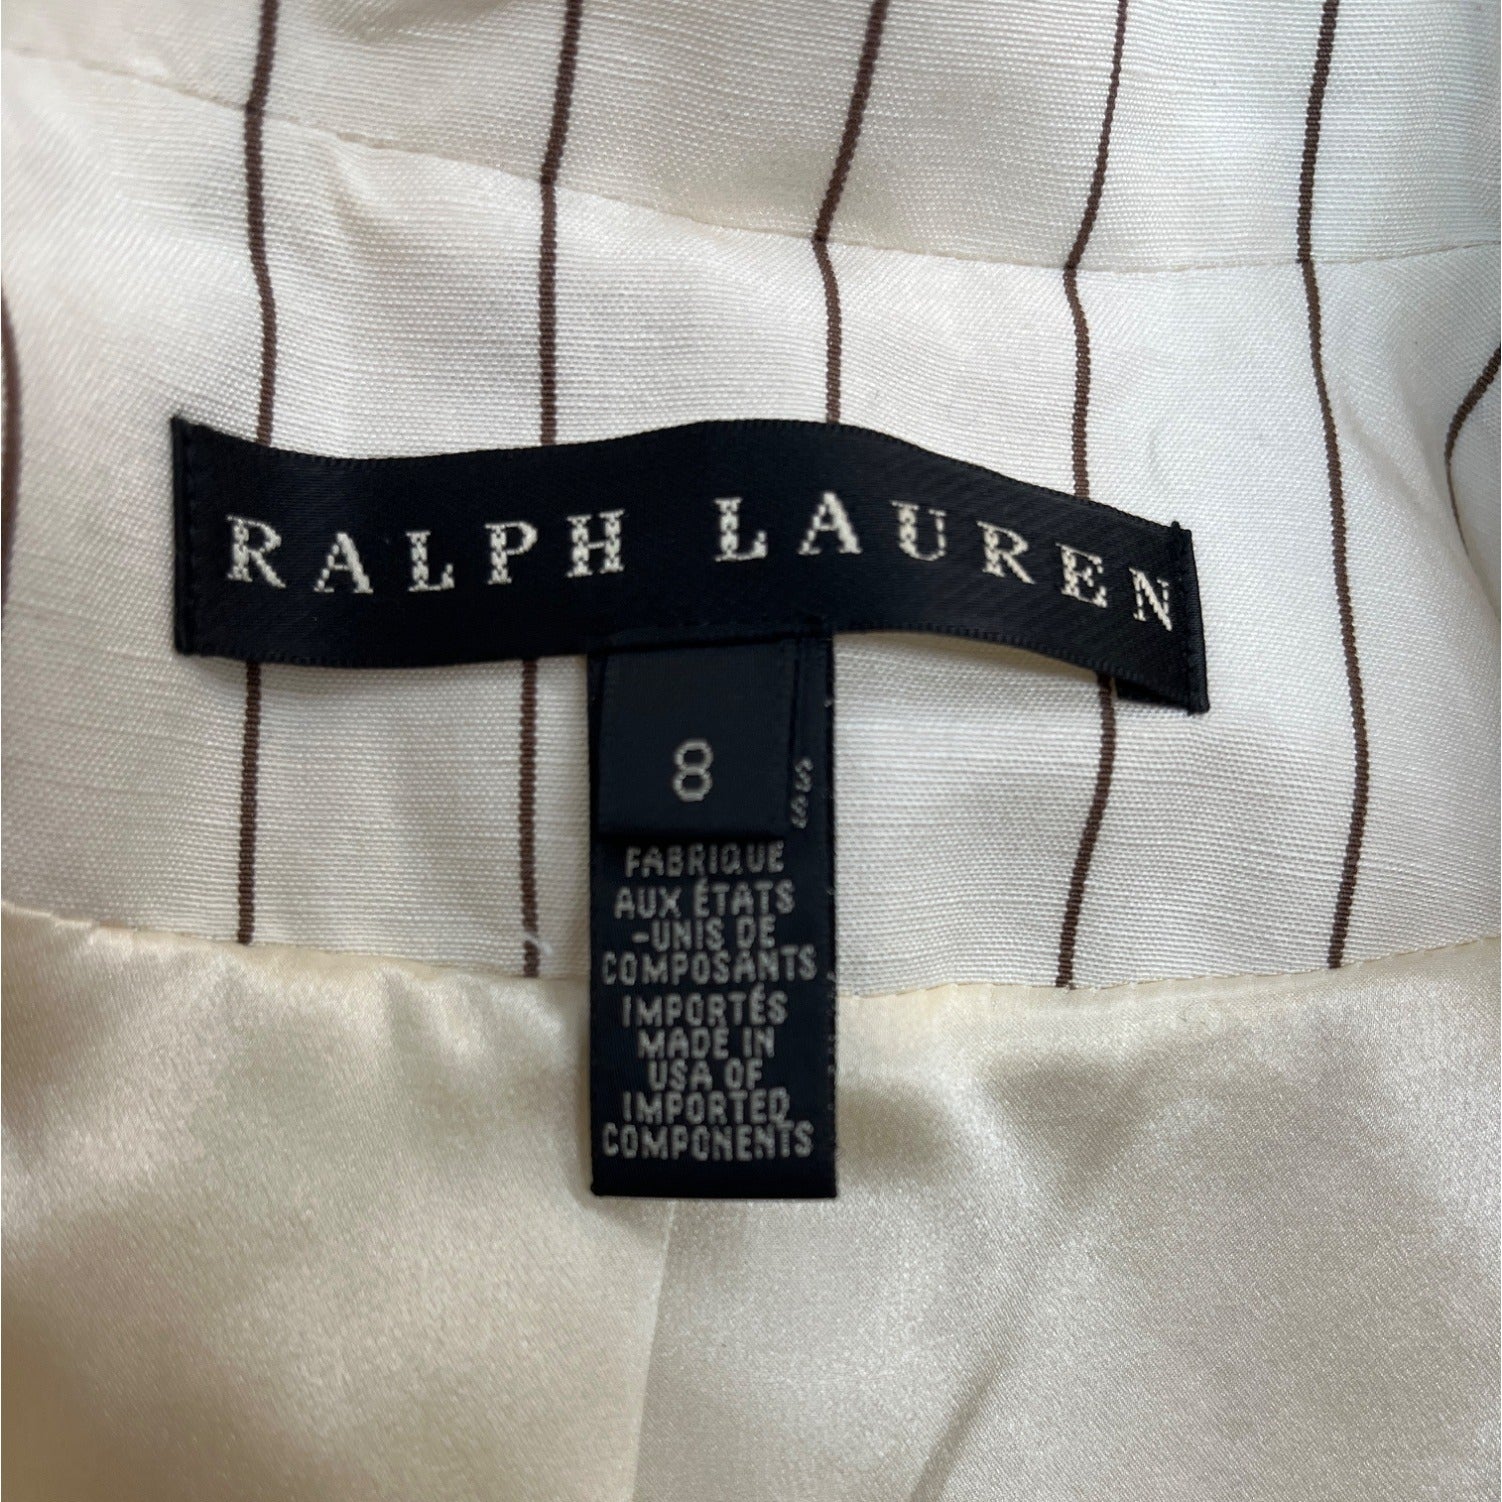 RALPH LAUREN
8
FABRIQUE
AUX ÉTATS
-UNIS DE
COMPOSANTS
IMPORTÉS
MADE IN
USA OF
IMPORTED
COMPONENTS